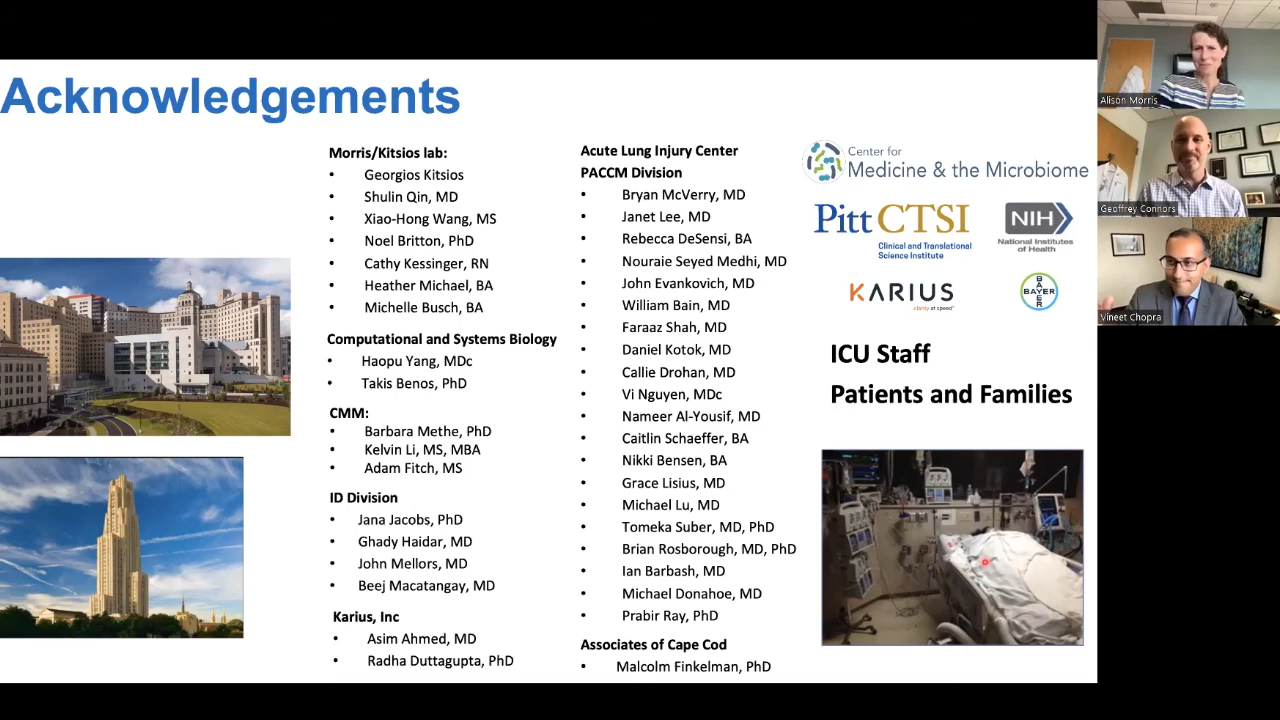 Acknowledgements
Morris/Kitsios lab:
• Georgios Kitsios
• Shulin Qin, MD
• Xiao-Hong Wang, MS
• Noel Britton, PhD
• Cathy Kessinger, RN
• Heather Michael, BA
• Michelle Busch, BA
Computational and Systems Biology
• Haopu Yang, MDc
• Takis Benos, PhD
CMM:
• Barbara Methe, PhD
• Kelvin Li, MS, MBA
• Adam Fitch, MS
ID Division
• Jana Jacobs, PhD
• Ghady Haidar, MD
• John Mellors, MD
• Beej Macatangay, MD
Karius, Inc
• Asim Ahmed, MD
• Radha Duttagupta, PhD
Acute Lung Injury Center
PACCM Division
• Bryan McVerry, MD
• Janet Lee, MD
• Rebecca DeSensi, BA
• Nouraie Seyed Medhi, MD
• John Evankovich, MD
• William Bain, MD
• Faraaz Shah, MD
• Daniel Kotok, MD
• Callie Drohan, MD
• Vi Nguyen, MDc
• Nameer Al-Yousif, MD
• Caitlin Schaeffer, BA
• Nikki Bensen, BA
• Grace Lisius, MD
• Michael Lu, MD
• Tomeka Suber, MD, PhD
• Brian Rosborough, MD, PhD
• Ian Barbash, MD
• Michael Donahoe, MD
• Prabir Ray, PhD
Associates of Cape Cod
• Malcolm Finkelman, PhD
Center for
Medicine & the Microbiome
Pitt CTSI
Clinical and Translational
Science Institute
NIH
National Institutes
of Health
KARIUS
clarity at speed
BAYER
BAYER
ICU Staff
Patients and Families
Alison Morris
Geoffrey Connors
Vineet Chopra